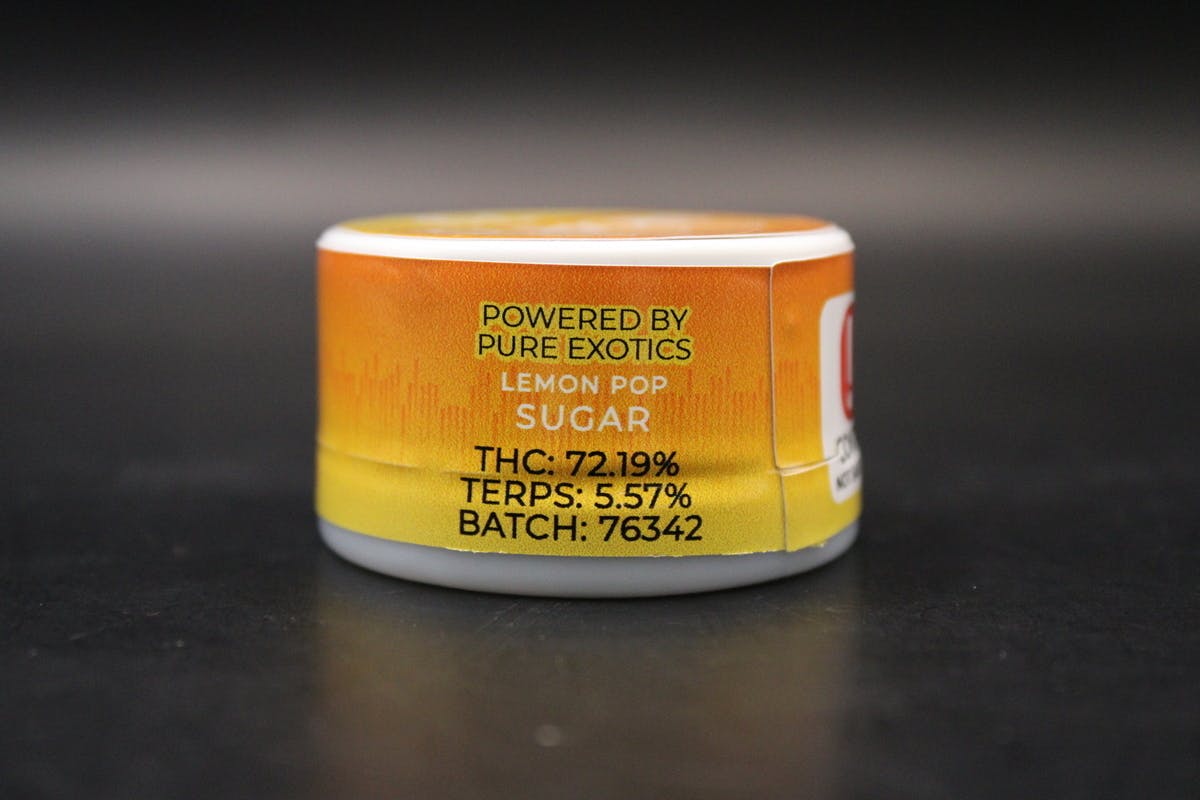 POWERED BY
PURE EXOTICS
LEMON POP
SUGAR
THC: 72.19%
TERPS: 5.57%
BATCH: 76342